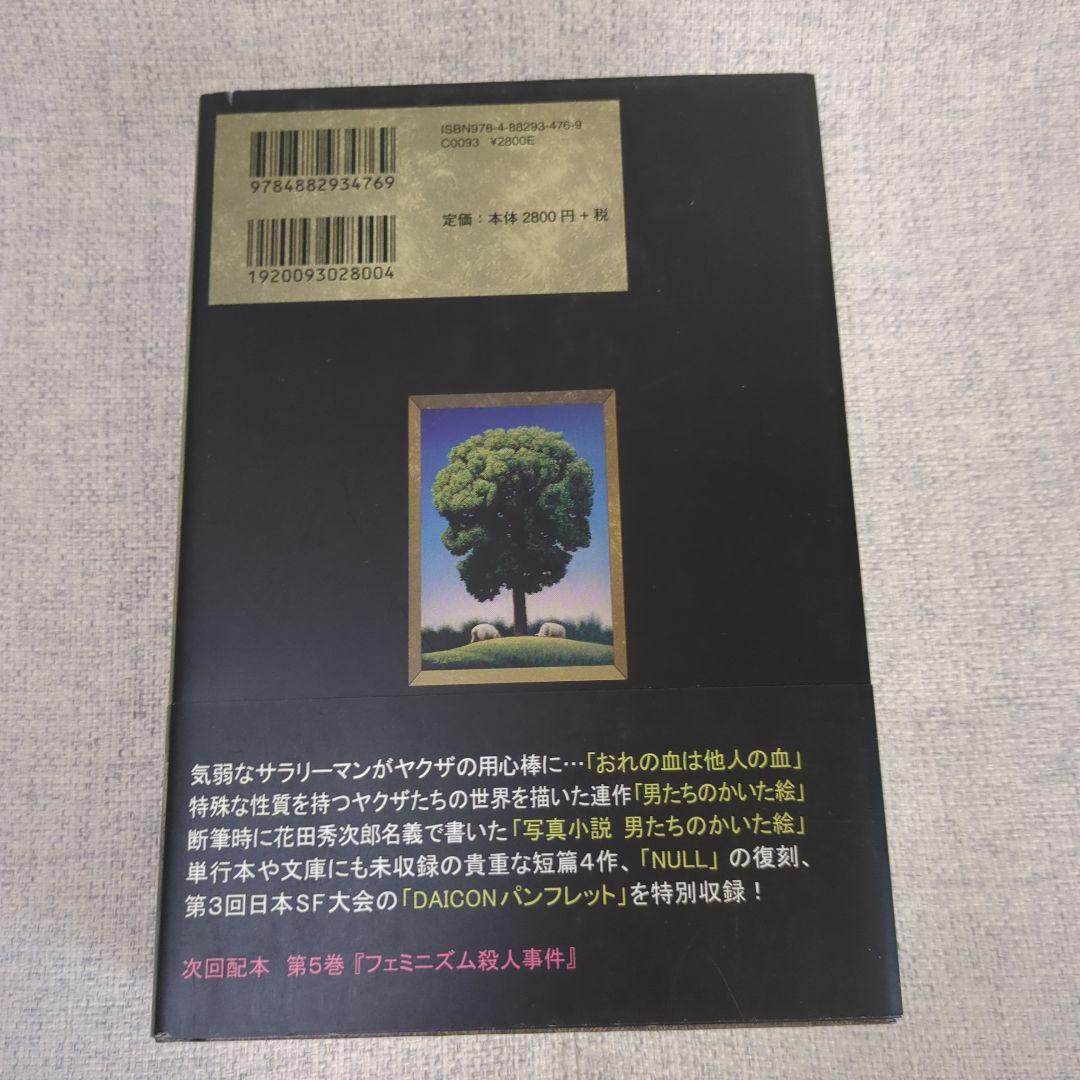 ISBN978-4-88293-476-9
C0093 ¥2800E
9784882934769
定価：本体2800円+税
1920093028004
気弱なサラリーマンがヤクザの用心棒に…「おれの血は他人の血」
特殊な性質を持つヤクザたちの世界を描いた連作「男たちのかいた絵」
断筆時に花田秀次郎名義で書いた「写真小説 男たちのかいた絵」
単行本や文庫にも未収録の貴重な短篇4作、「NULL」の復刻、
第3回日本SF大会の「DAICONパンフレット」を特別収録！
次回配本 第5巻『フェミニズム殺人事件』